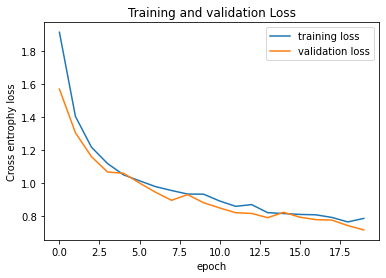 Training and validation Loss
training loss
validation loss
Cross entrophy loss
1.8
1.6
1.4
1.2
1.0
0.8
0.0 2.5 5.0 7.5 10.0 12.5 15.0 17.5
epoch